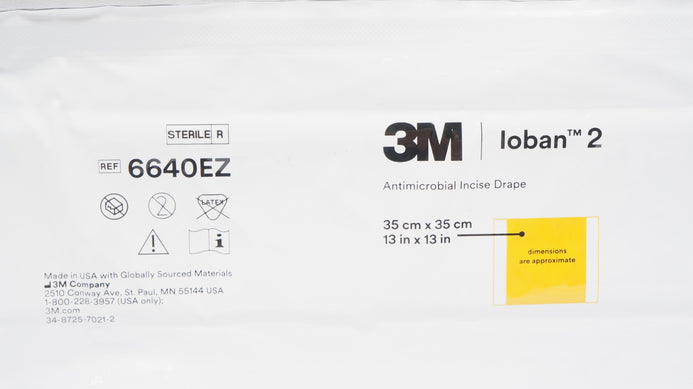 STERILE R
REF 6640EZ
2
LATEX
i
Made in USA with Globally Sourced Materials
3M Company
2510 Conway Ave, St. Paul, MN 55144 USA
1-800-228-3957 (USA only);
3M.com
34-8725-7021-2
3M | Ioban™ 2
Antimicrobial Incise Drape
35 cm x 35 cm
13 in x 13 in
dimensions
are approximate